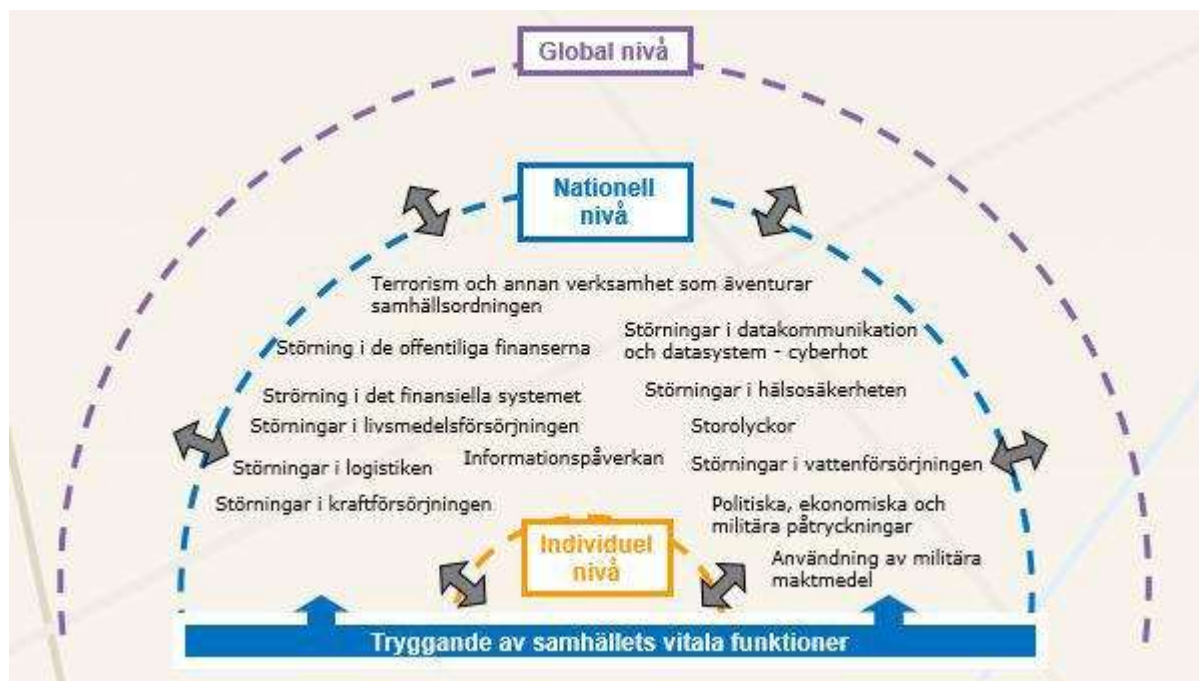 Global nivå
Nationell
nivå
Terrorism och annan verksamhet som äventurar
samhällsordningen
Störning i de offentiliga finanserna
Störningar i datakommunikation
och datasystem - cyberhot
Strörning i det finansiella systemet
Störningar i hälsosäkerheten
Störningar i livsmedelsförsörjningen
Storolyckor
Störningar i logistiken
Informationspåverkan
Störningar i vattenförsörjningen
Störningar i kraftförsörjningen
Politiska, ekonomiska och
militära påtryckningar
Individuel
nivå
Användning av militära
maktmedel
Tryggande av samhällets vitala funktioner